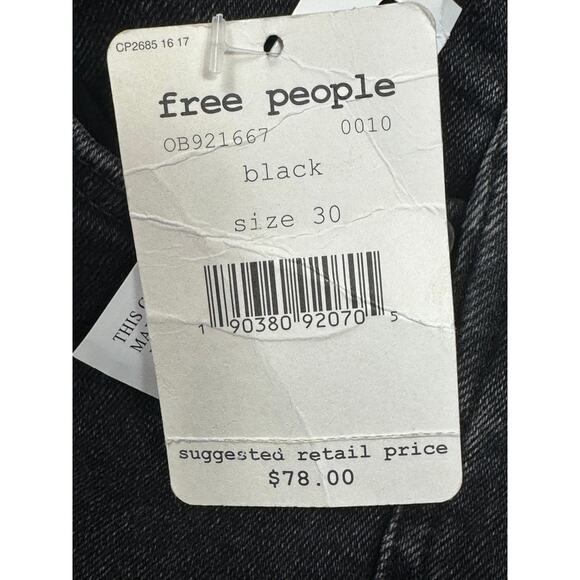 CP2685 16 17
free people
OB921667 0010
black
size 30
1 90380 92070 5
suggested retail price
$78.00
THIS